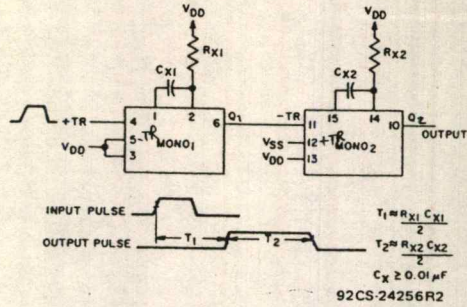 VDD
VDD
RX1
RX2
CX1
CX2
1 2
15 14
+TR 4
6 Q1
-TR 11
10 Q2
OUTPUT
5 -TR
MONO1
VDD
3
VSS 12 +TR
MONO2
VDD 13
INPUT PULSE
T1 ≈ RX1 CX1
2
OUTPUT PULSE
T1
T2
T2 ≈ RX2 CX2
2
CX ≥ 0.01 µF
92CS-24256R2